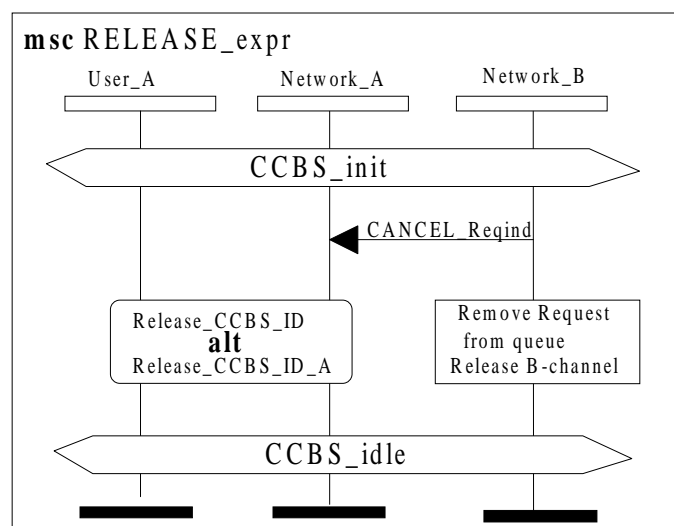 msc RELEASE_expr
User_A Network_A Network_B
CCBS_init
CANCEL_Reqind
Release_CCBS_ID
alt
Release_CCBS_ID_A
Remove Request
from queue
Release B-channel
CCBS_idle